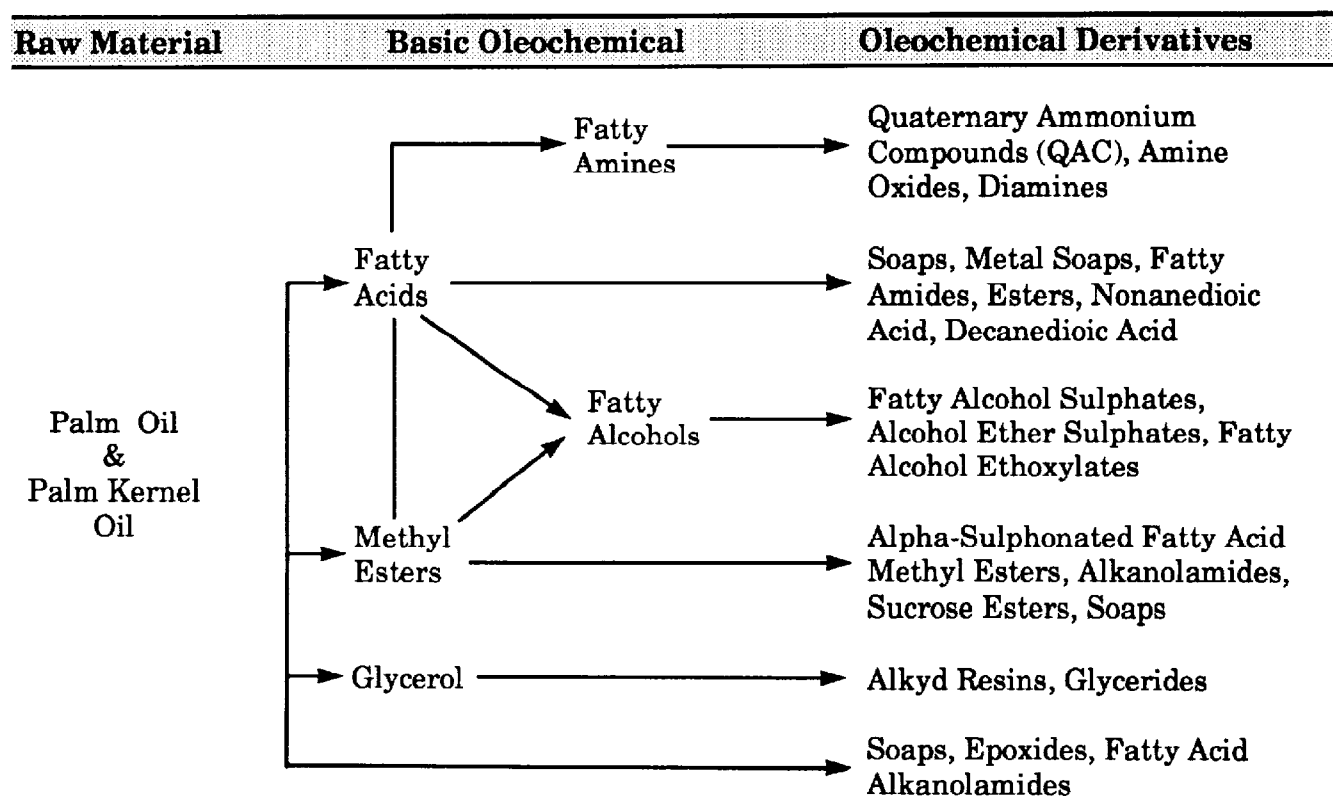 Raw Material Basic Oleochemical Oleochemical Derivatives
Fatty
Amines
Quaternary Ammonium
Compounds (QAC), Amine
Oxides, Diamines
Fatty
Acids
Soaps, Metal Soaps, Fatty
Amides, Esters, Nonanedioic
Acid, Decanedioic Acid
Palm Oil
&
Palm Kernel
Oil
Fatty
Alcohols
Fatty Alcohol Sulphates,
Alcohol Ether Sulphates, Fatty
Alcohol Ethoxylates
Methyl
Esters
Alpha-Sulphonated Fatty Acid
Methyl Esters, Alkanolamides,
Sucrose Esters, Soaps
Glycerol
Alkyd Resins, Glycerides
Soaps, Epoxides, Fatty Acid
Alkanolamides